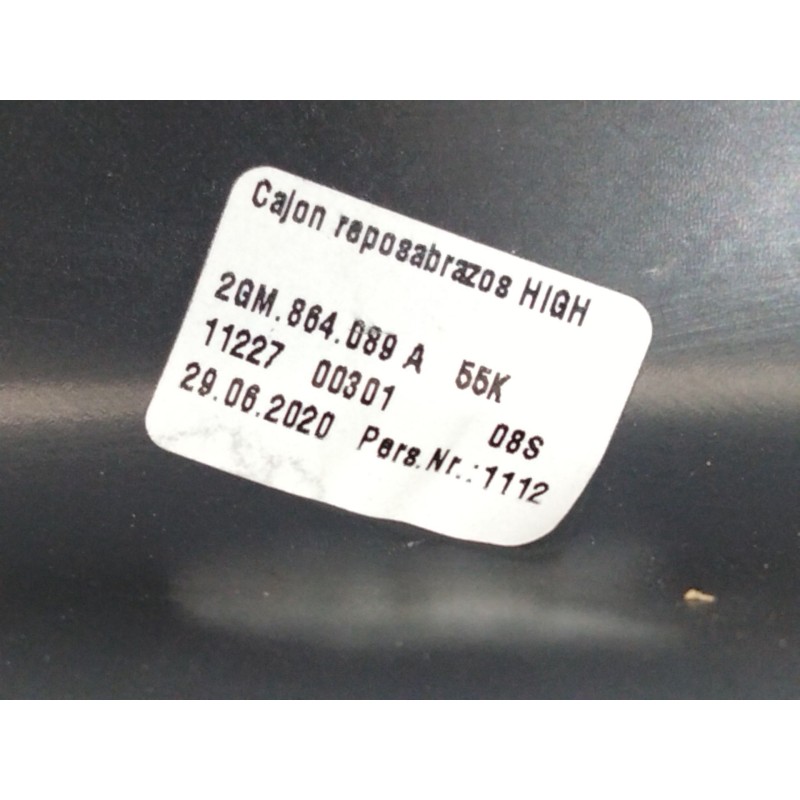 Cajon reposabrazos HIGH
2GM.864.089 A 55K
11227 00301 08S
29.06.2020 Pers.Nr.:1112